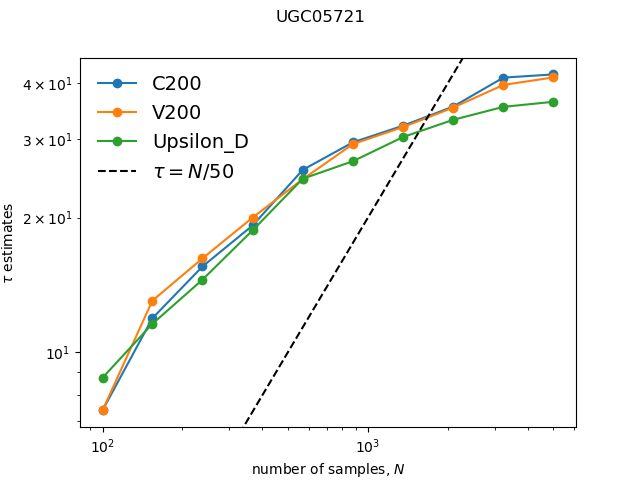 UGC05721
C200
V200
Upsilon_D
τ = N/50
4 × 10¹
3 × 10¹
2 × 10¹
10¹
τ estimates
10²
10³
number of samples, N